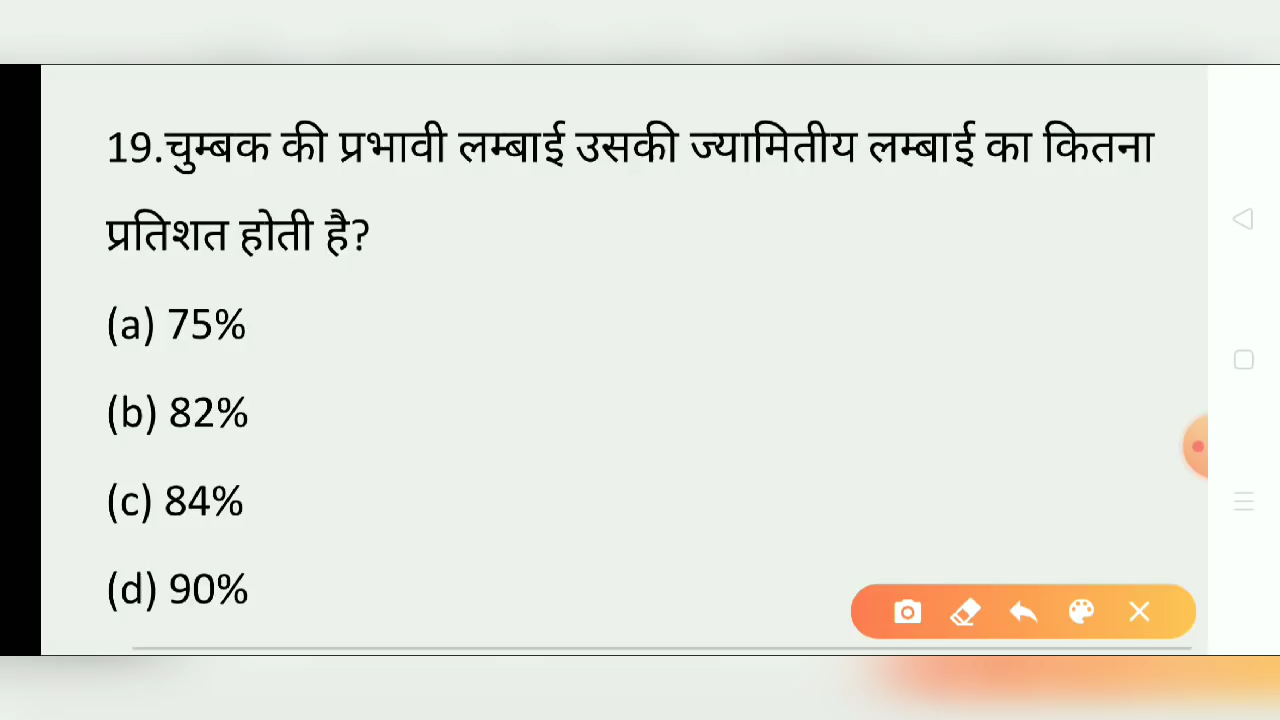 19.चुम्बक की प्रभावी लम्बाई उसकी ज्यामितीय लम्बाई का कितना
प्रतिशत होती है?
(a) 75%
(b) 82%
(c) 84%
(d) 90%